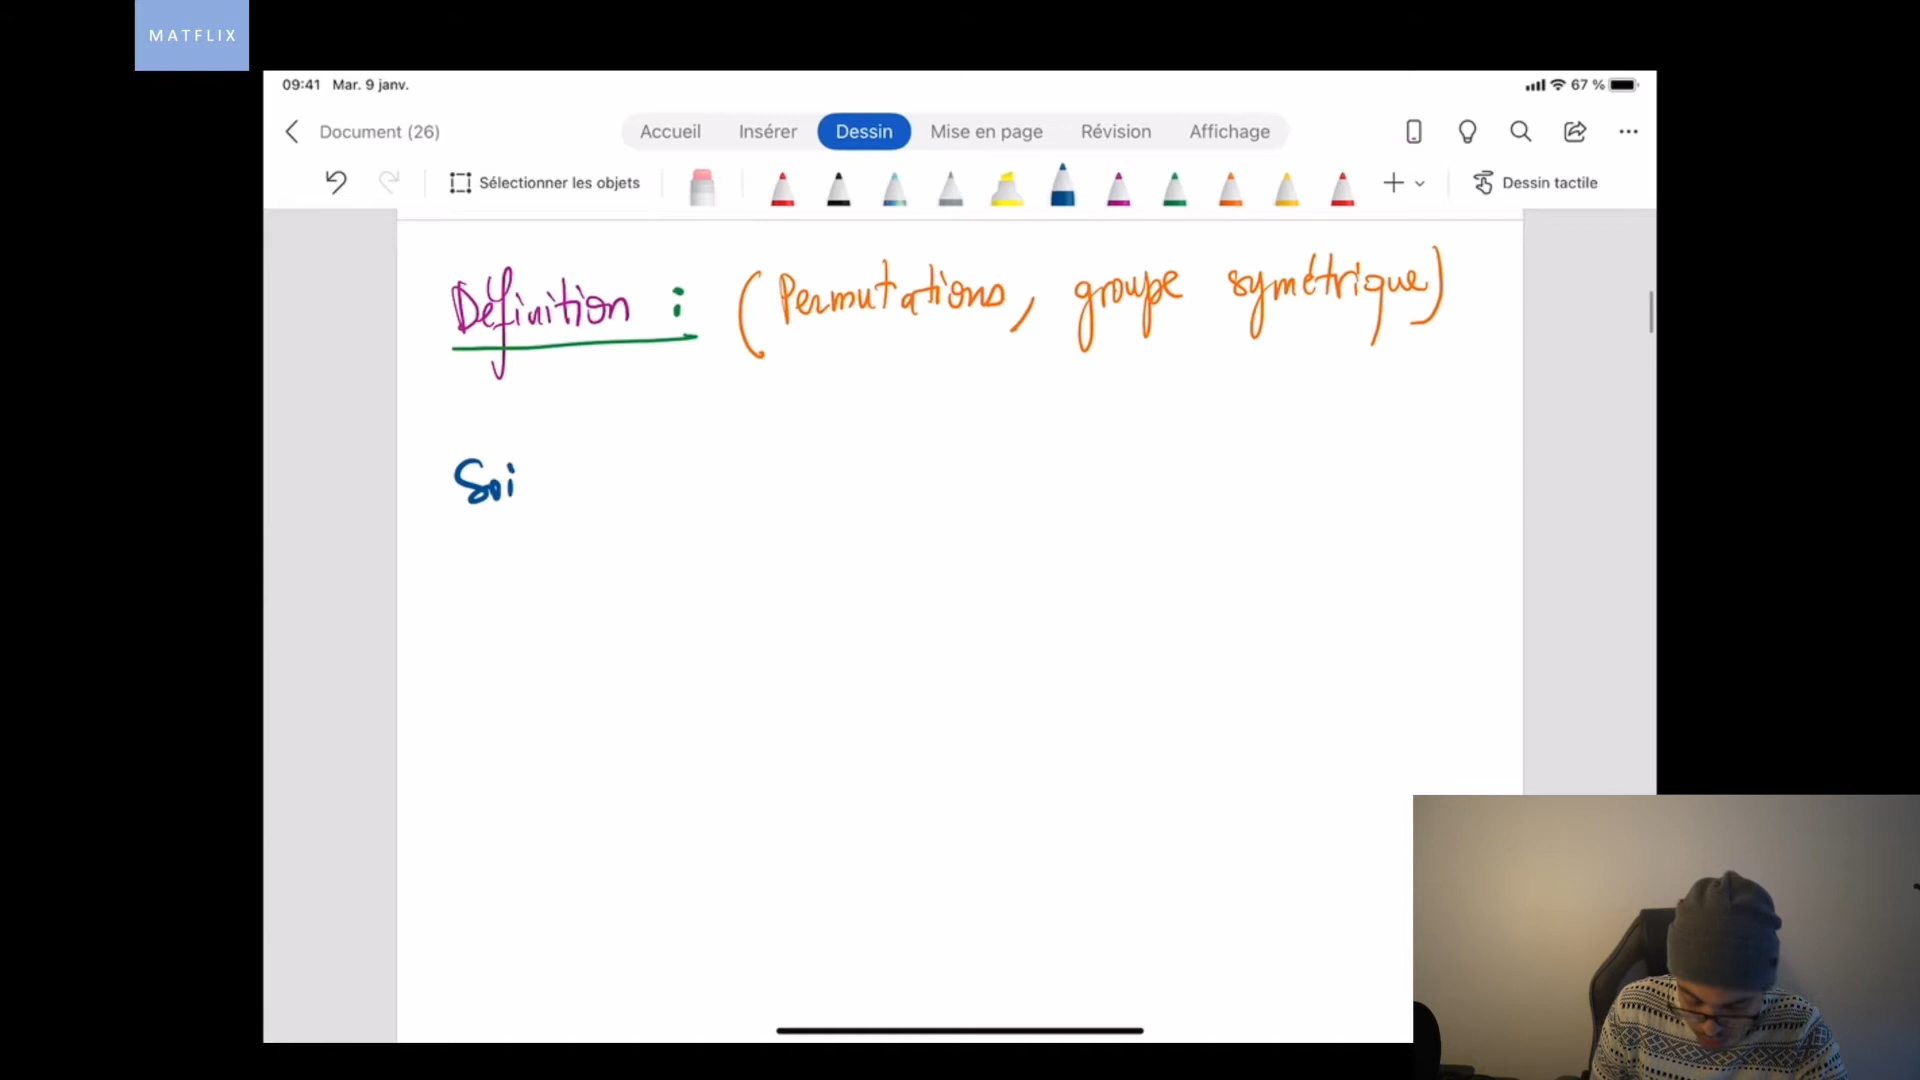 MATFLIX
09:41 Mar. 9 janv.
67 %
Document (26)
Accueil Insérer Dessin Mise en page Révision Affichage
Sélectionner les objets
Dessin tactile
Définition : (Permutations, groupe symétrique)
Soi